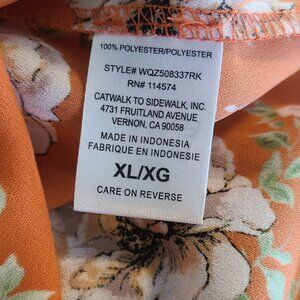 100% POLYESTER/POLYESTER
STYLE# WQZ508337RK
RN# 114574
CATWALK TO SIDEWALK, INC.
4731 FRUITLAND AVENUE
VERNON, CA 90058
MADE IN INDONESIA
FABRIQUE EN INDONESIE
XL/XG
CARE ON REVERSE